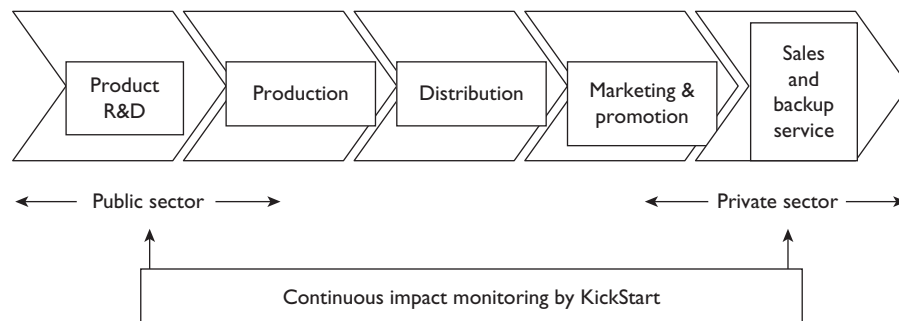 Product
R&D
Production
Distribution
Marketing &
promotion
Sales
and
backup
service
Public sector
Private sector
Continuous impact monitoring by KickStart